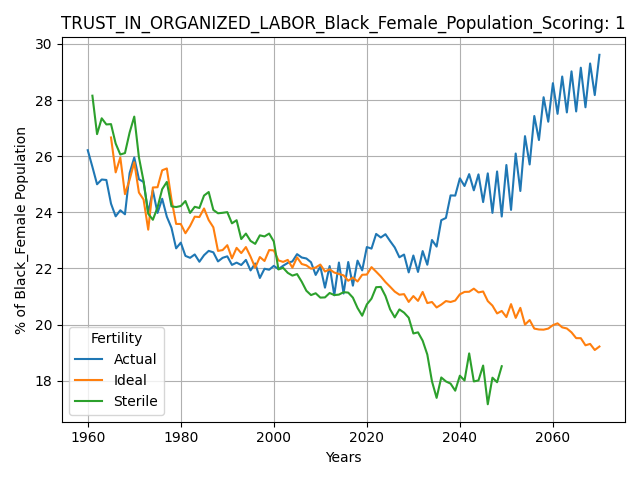 TRUST_IN_ORGANIZED_LABOR_Black_Female_Population_Scoring: 1
30
28
26
24
22
20
18
% of Black_Female Population
Fertility
Actual
Ideal
Sterile
1960 1980 2000 2020 2040 2060
Years